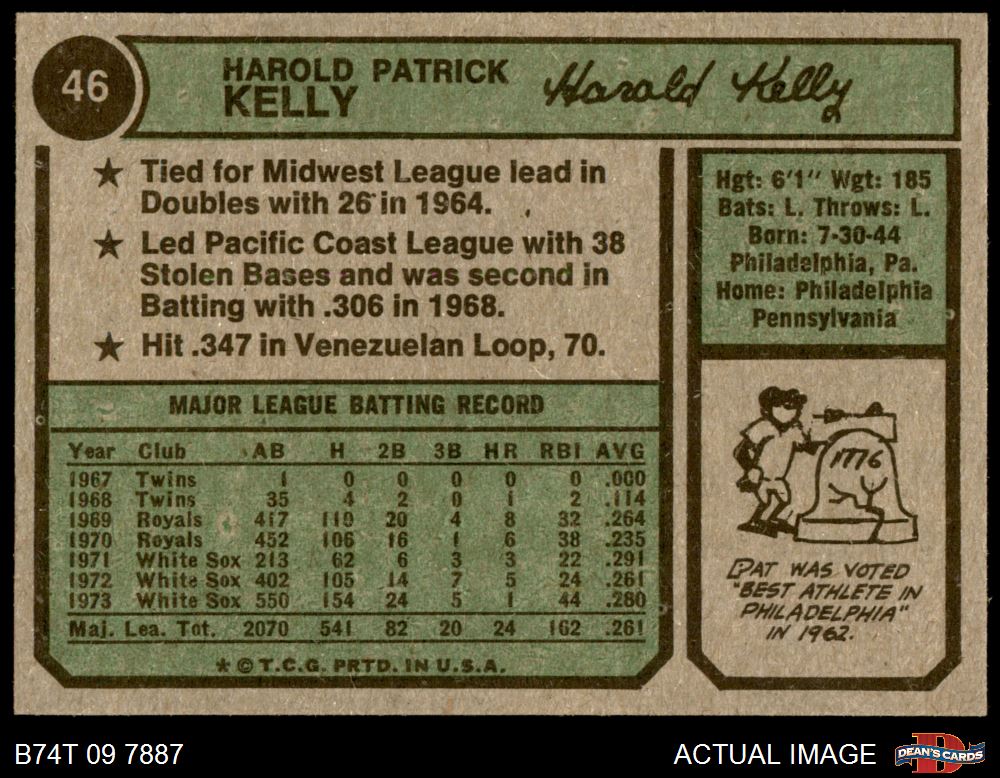 46
HAROLD PATRICK
KELLY
Harold Kelly
★ Tied for Midwest League lead in
Doubles with 26 in 1964.
★ Led Pacific Coast League with 38
Stolen Bases and was second in
Batting with .306 in 1968.
★ Hit .347 in Venezuelan Loop, 70.
Hgt: 6'1" Wgt: 185
Bats: L. Throws: L.
Born: 7-30-44
Philadelphia, Pa.
Home: Philadelphia
Pennsylvania
MAJOR LEAGUE BATTING RECORD
Year Club AB H 2B 3B HR RBI AVG
1967 Twins 1 0 0 0 0 0 .000
1968 Twins 35 4 2 0 1 2 .114
1969 Royals 417 110 20 4 8 32 .264
1970 Royals 452 106 16 1 6 38 .235
1971 White Sox 213 62 6 3 3 22 .291
1972 White Sox 402 105 14 7 5 24 .261
1973 White Sox 550 154 24 5 1 44 .280
Maj. Lea. Tot. 2070 541 82 20 24 162 .261
★ © T.C.G. PRTD. IN U.S.A.
1776
PAT WAS VOTED
"BEST ATHLETE IN
PHILADELPHIA"
IN 1962.
B74T 09 7887
ACTUAL IMAGE
DEAN'S CARDS